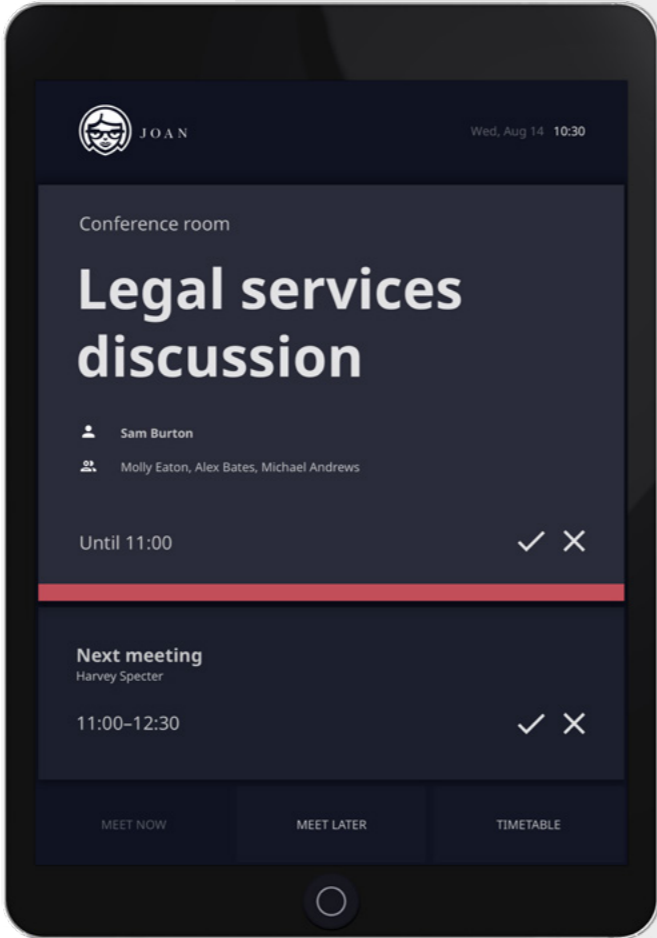 JOAN
Wed, Aug 14 10:30
Conference room
Legal services
discussion
Sam Burton
Molly Eaton, Alex Bates, Michael Andrews
Until 11:00
Next meeting
Harvey Specter
11:00–12:30
MEET NOW
MEET LATER
TIMETABLE